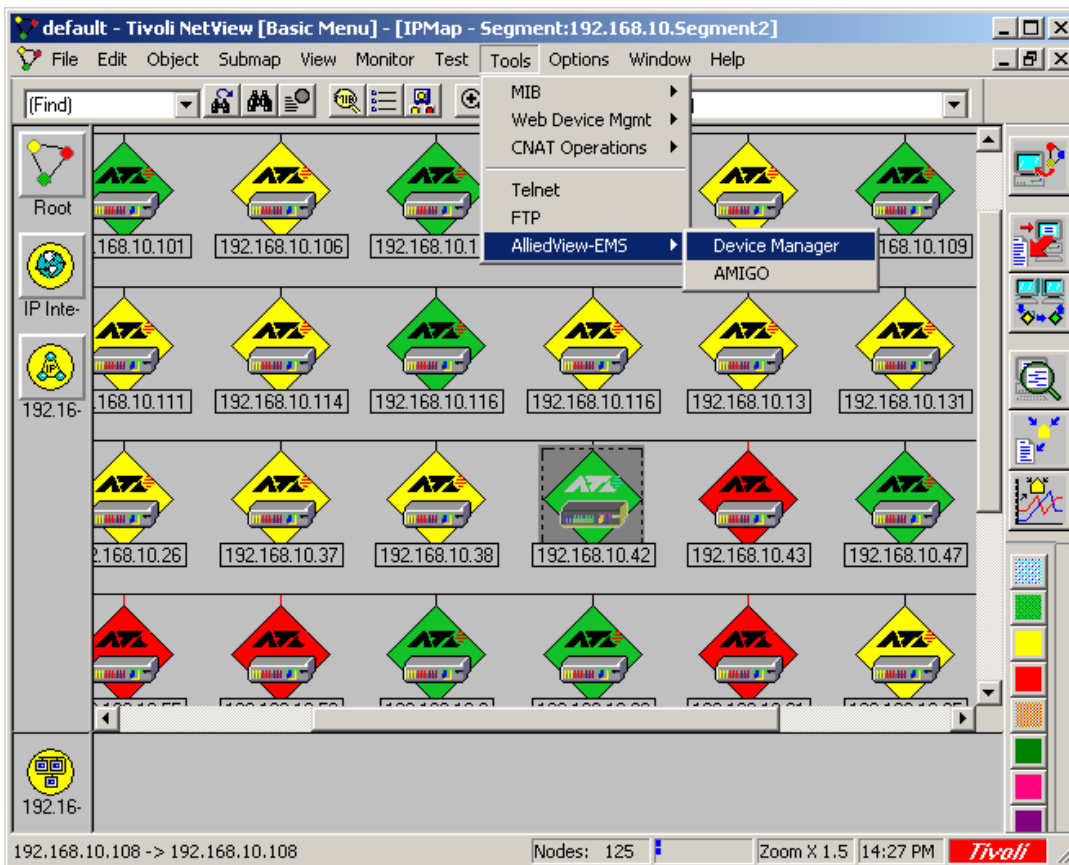 default - Tivoli NetView [Basic Menu] - [IPMap - Segment:192.168.10.Segment2]
File Edit Object Submap View Monitor Test Tools Options Window Help
(Find)
MIB
Web Device Mgmt
CNAT Operations
Telnet
FTP
AlliedView-EMS
Device Manager
AMIGO
Root
IP Inte-
192.16-
.168.10.101 192.168.10.106 192.168.10.1 168.10.109
.168.10.111 192.168.10.114 192.168.10.116 192.168.10.116 192.168.10.13 192.168.10.131
2.168.10.26 192.168.10.37 192.168.10.38 192.168.10.42 192.168.10.43 192.168.10.47
192.16-
192.168.10.108 -> 192.168.10.108
Nodes: 125 Zoom X 1.5 14:27 PM Tivoli